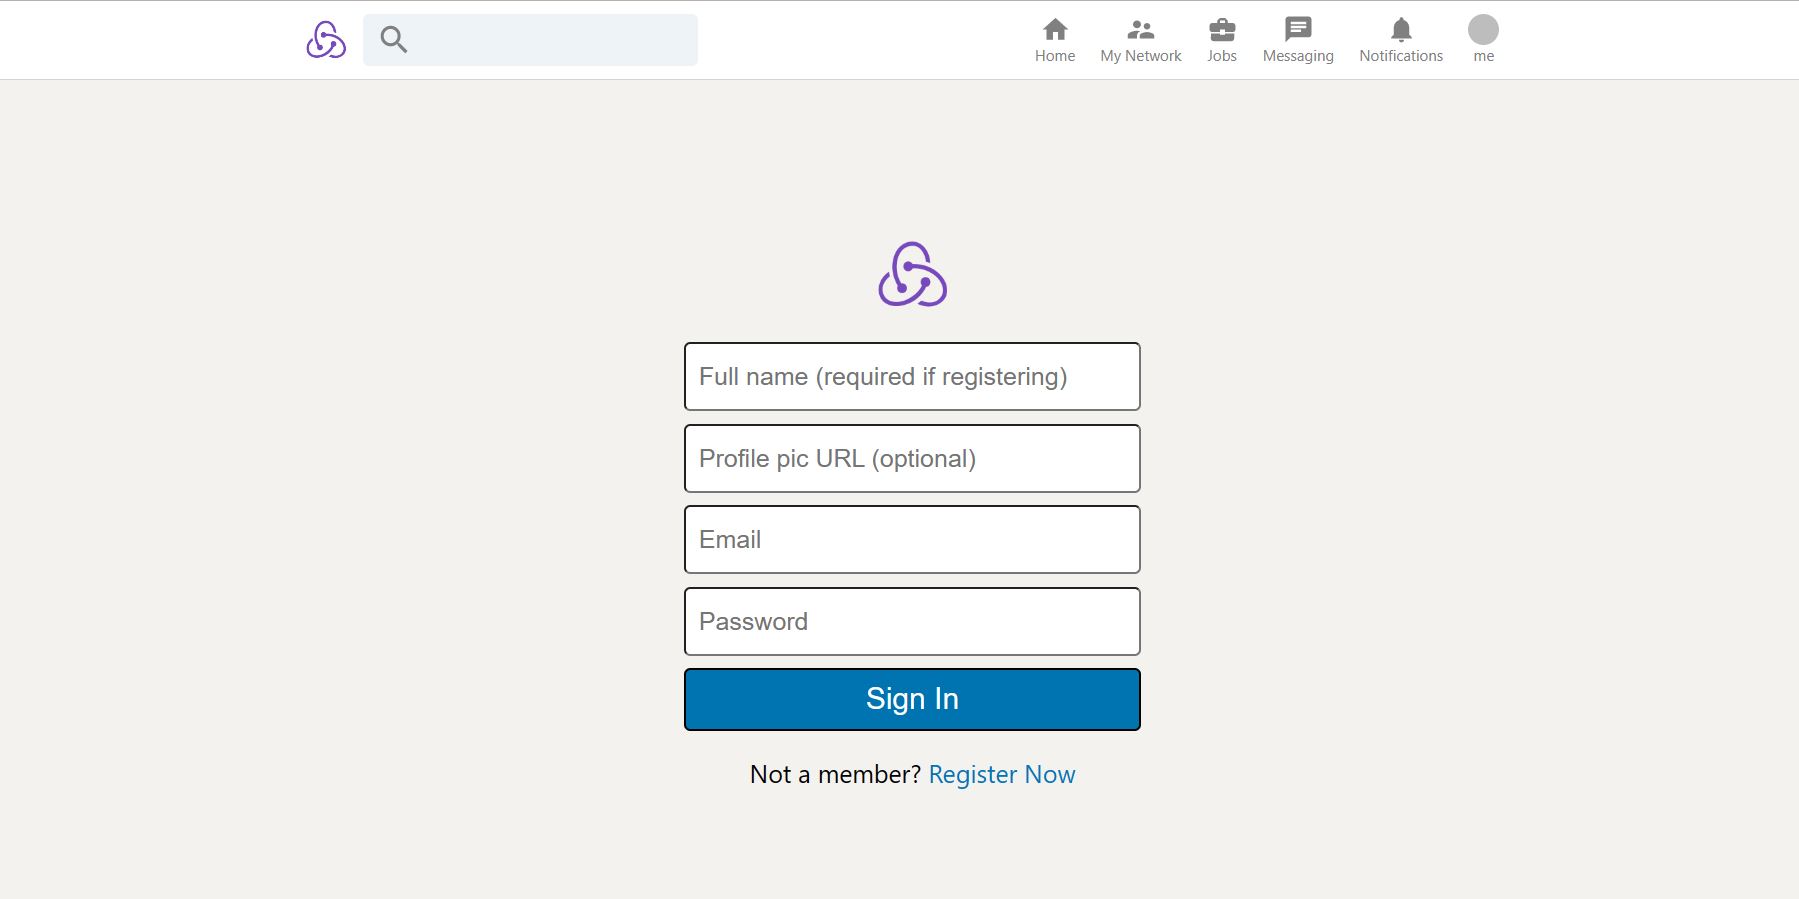 Home My Network Jobs Messaging Notifications me
Full name (required if registering)
Profile pic URL (optional)
Email
Password
Sign In
Not a member? Register Now